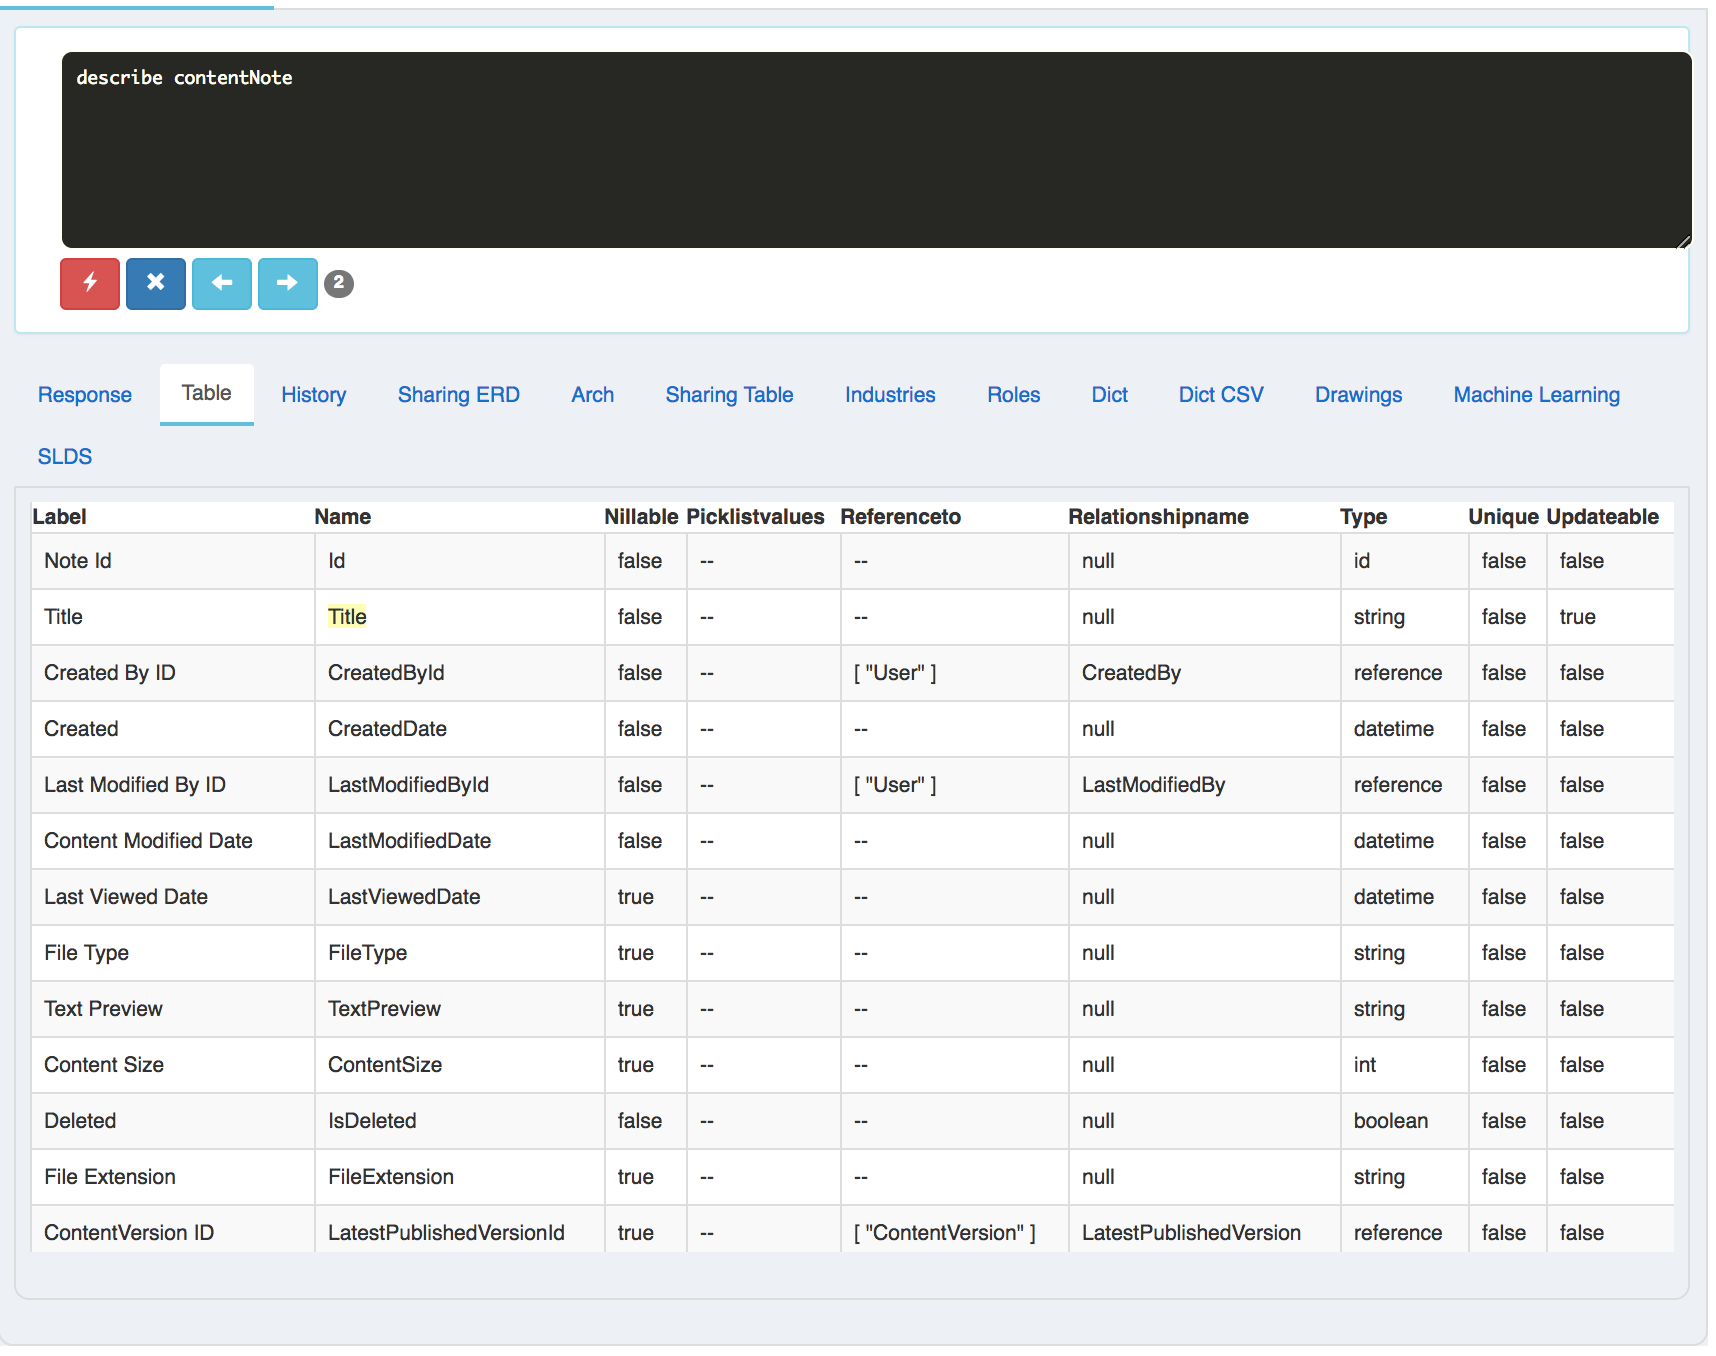 describe contentNote
2
Response Table History Sharing ERD Arch Sharing Table Industries Roles Dict Dict CSV Drawings Machine Learning
SLDS
Label Name Nillable Picklistvalues Referenceto Relationshipname Type Unique Updateable
Note Id Id false -- -- null id false false
Title Title false -- -- null string false true
Created By ID CreatedById false -- [ "User" ] CreatedBy reference false false
Created CreatedDate false -- -- null datetime false false
Last Modified By ID LastModifiedById false -- [ "User" ] LastModifiedBy reference false false
Content Modified Date LastModifiedDate false -- -- null datetime false false
Last Viewed Date LastViewedDate true -- -- null datetime false false
File Type FileType true -- -- null string false false
Text Preview TextPreview true -- -- null string false false
Content Size ContentSize true -- -- null int false false
Deleted IsDeleted false -- -- null boolean false false
File Extension FileExtension true -- -- null string false false
ContentVersion ID LatestPublishedVersionId true -- [ "ContentVersion" ] LatestPublishedVersion reference false false